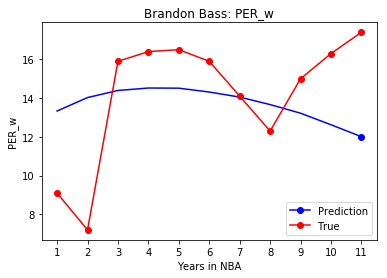 Brandon Bass: PER_w
PER_w
16
14
12
10
8
Prediction
True
1 2 3 4 5 6 7 8 9 10 11
Years in NBA